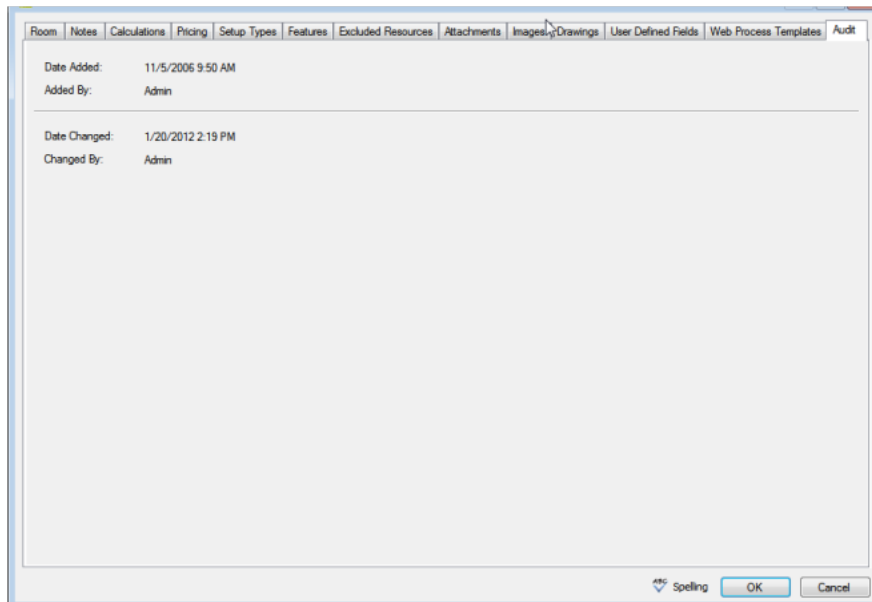 Room Notes Calculations Pricing Setup Types Features Excluded Resources Attachments Images Drawings User Defined Fields Web Process Templates Audit
Date Added: 11/5/2006 9:50 AM
Added By: Admin
Date Changed: 1/20/2012 2:19 PM
Changed By: Admin
ABC Spelling OK Cancel